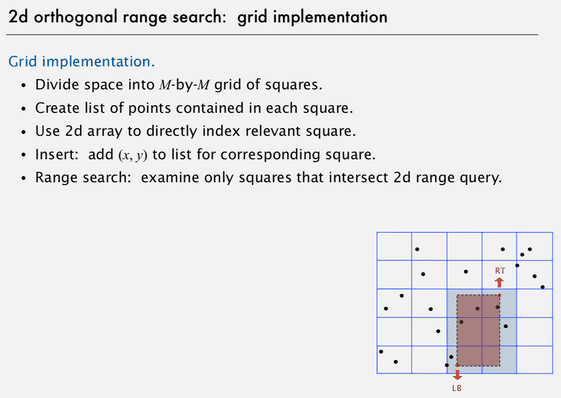 2d orthogonal range search: grid implementation
Grid implementation.
• Divide space into M-by-M grid of squares.
• Create list of points contained in each square.
• Use 2d array to directly index relevant square.
• Insert: add (x, y) to list for corresponding square.
• Range search: examine only squares that intersect 2d range query.
RT
LB